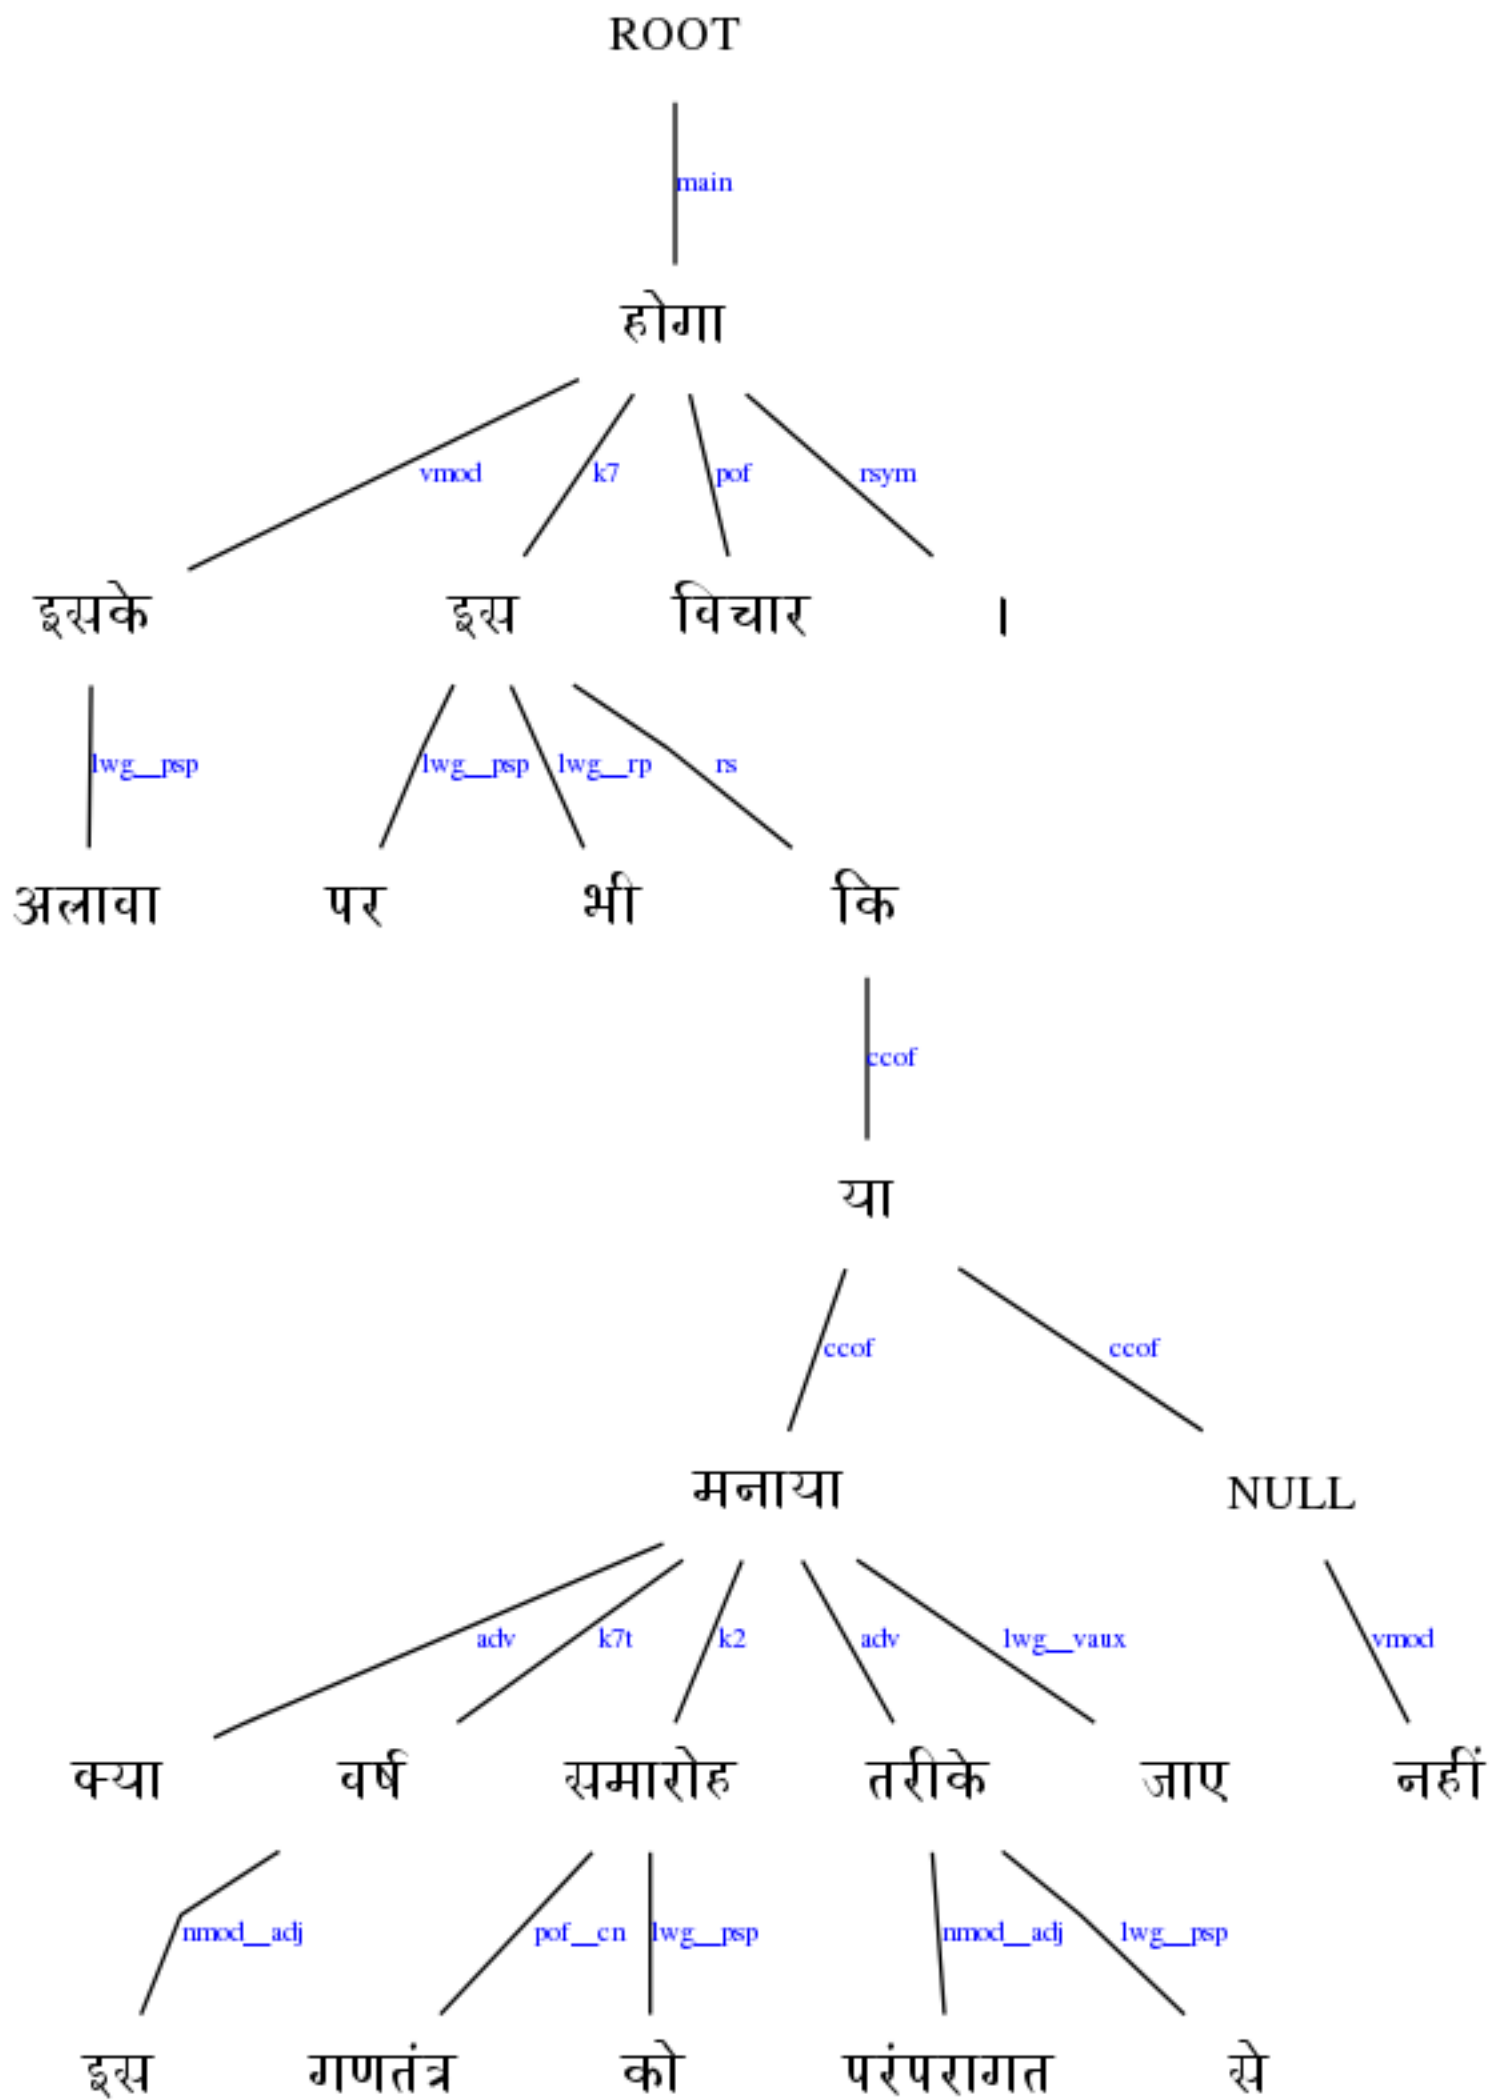 ROOT
main
होगा
vmod k7 pof rsym
इसके इस विचार ।
lwg__psp lwg__psp lwg__rp rs
अलावा पर भी कि
ccof
या
ccof ccof
मनाया NULL
adv k7t k2 adv lwg__vaux vmod
क्या वर्ष समारोह तरीके जाए नहीं
nmod__adj pof__cn lwg__psp nmod__adj lwg__psp
इस गणतंत्र को परंपरागत से